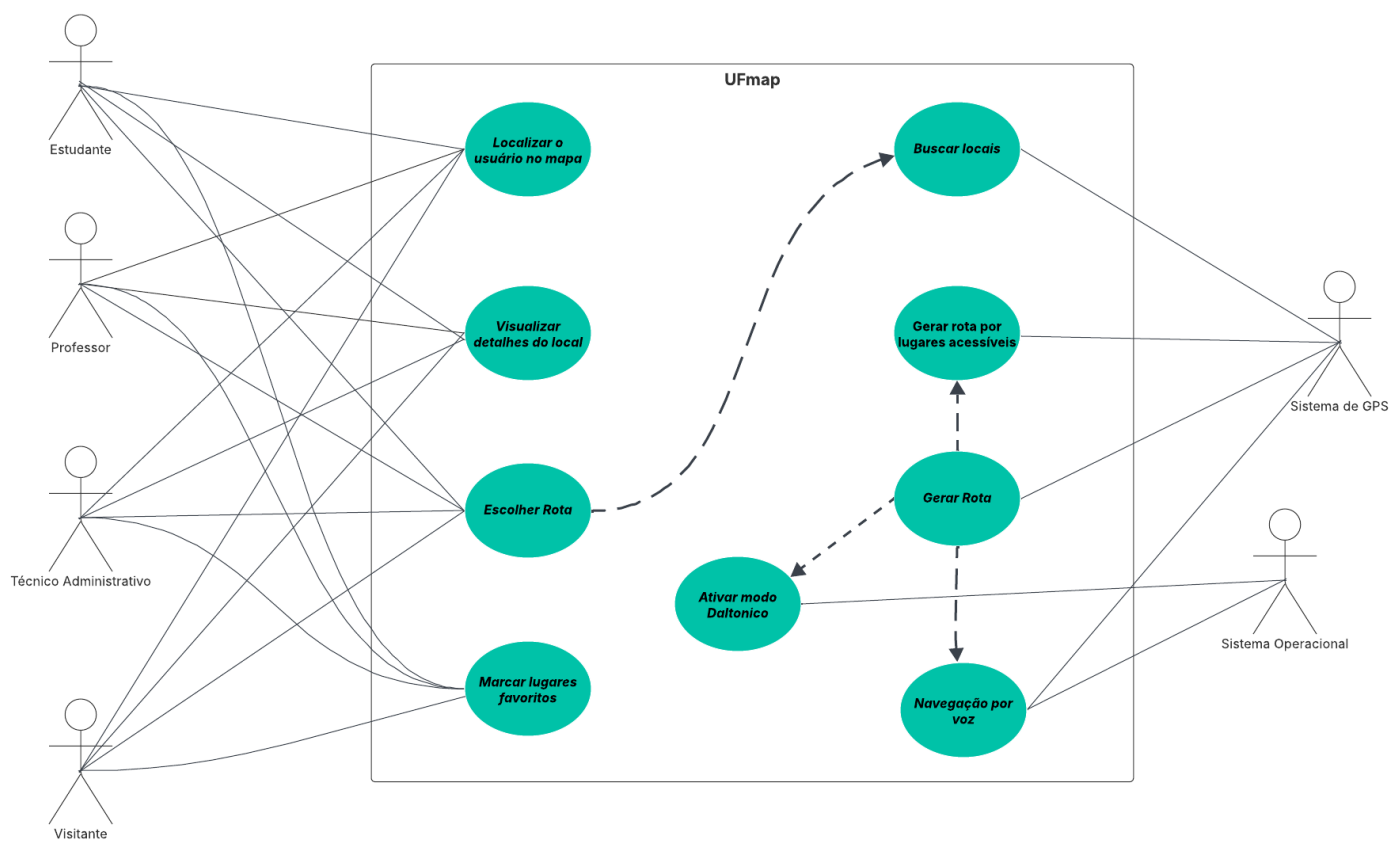 UFmap
Estudante
Professor
Técnico Administrativo
Visitante
Localizar o
usuário no mapa
Visualizar
detalhes do local
Escolher Rota
Marcar lugares
favoritos
Buscar locais
Gerar rota por
lugares acessíveis
Gerar Rota
Ativar modo
Daltonico
Navegação por
voz
Sistema de GPS
Sistema Operacional